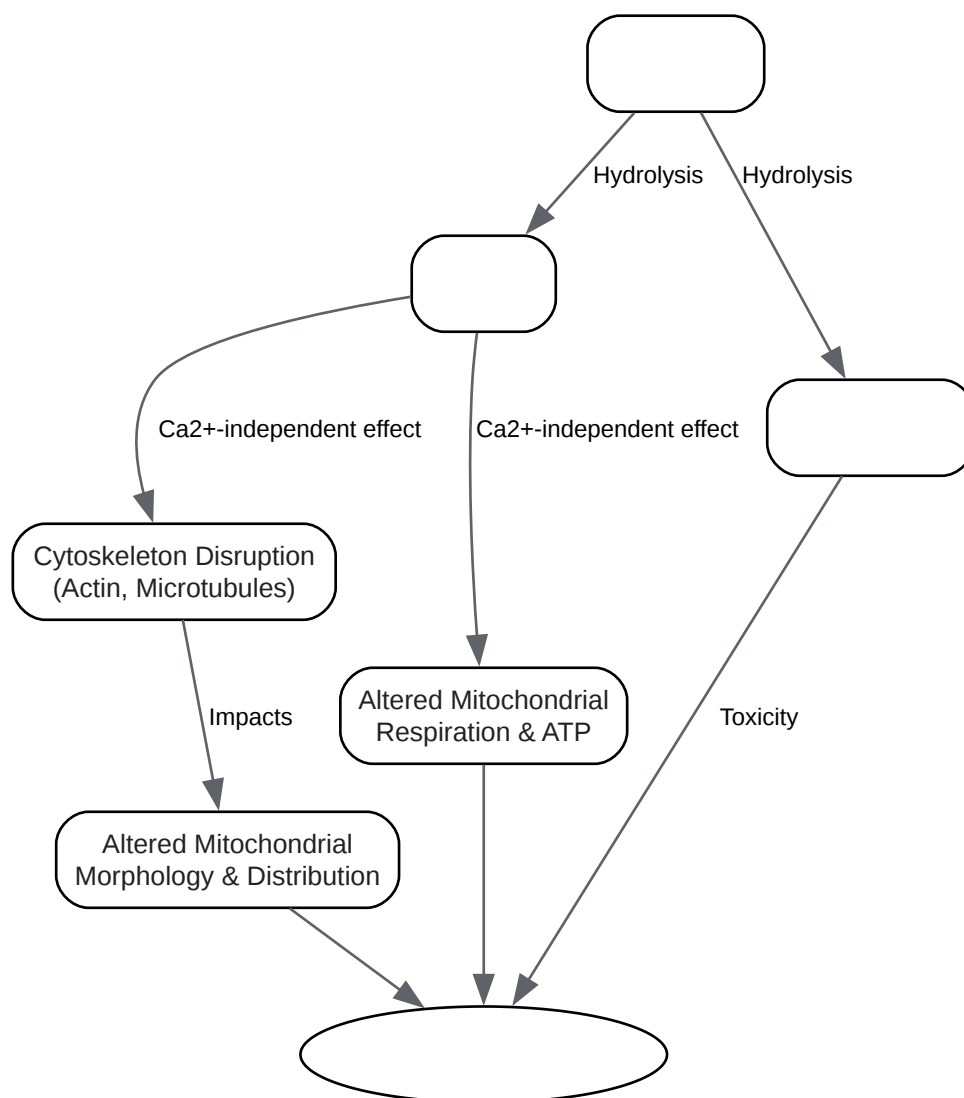 Hydrolysis
Hydrolysis
Ca2+-independent effect
Ca2+-independent effect
Cytoskeleton Disruption
(Actin, Microtubules)
Altered Mitochondrial
Respiration & ATP
Impacts
Toxicity
Altered Mitochondrial
Morphology & Distribution